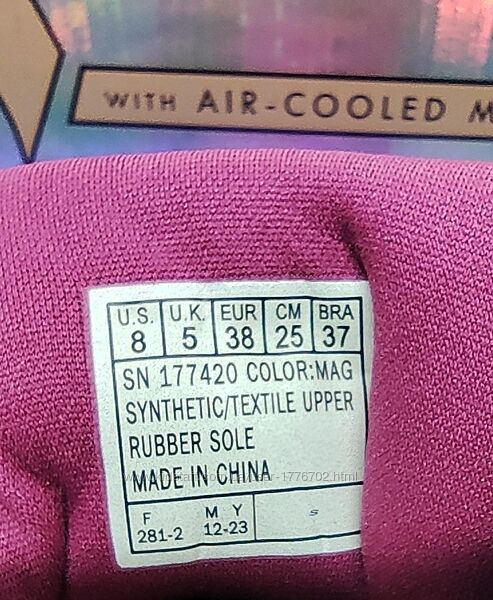 WITH AIR-COOLED M
U.S. U.K. EUR CM BRA
8 5 38 25 37
SN 177420 COLOR:MAG
SYNTHETIC/TEXTILE UPPER
RUBBER SOLE
MADE IN CHINA
F M Y S
281-2 12-23